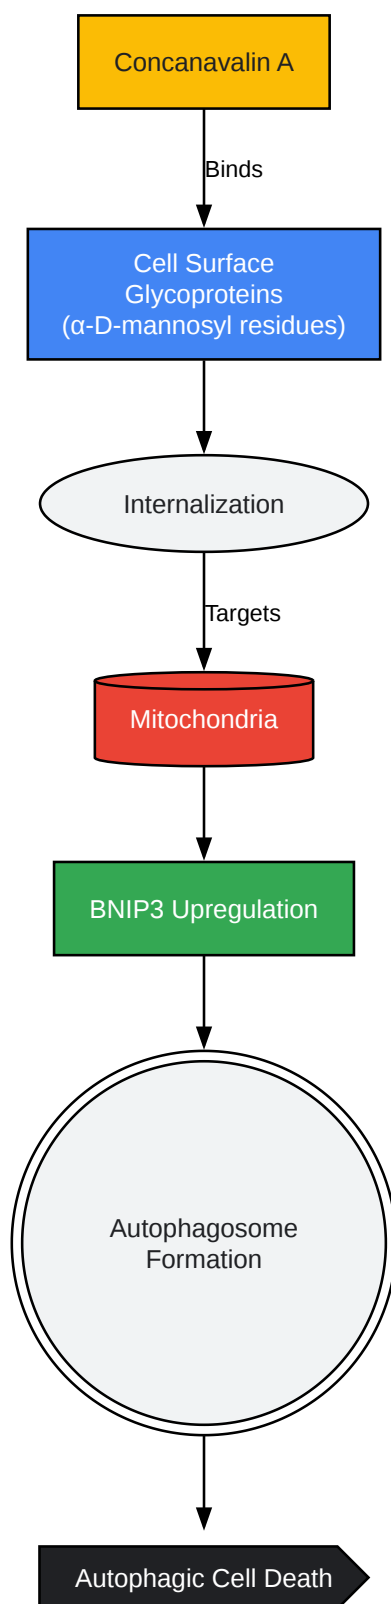 Concanavalin A
Binds
Cell Surface
Glycoproteins
(α-D-mannosyl residues)
Internalization
Targets
Mitochondria
BNIP3 Upregulation
Autophagosome
Formation
Autophagic Cell Death